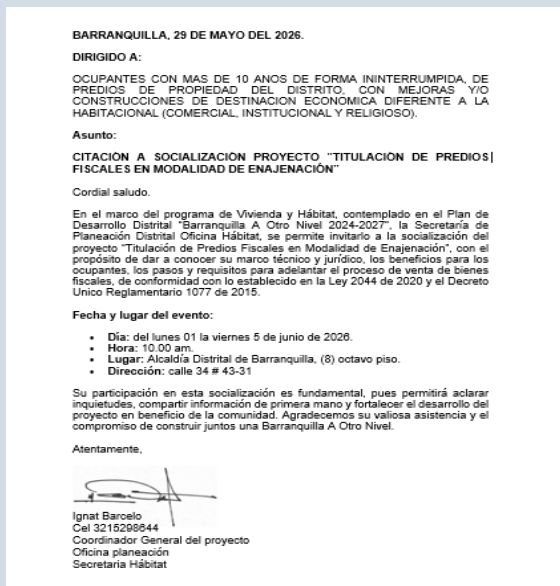 BARRANQUILLA, 29 DE MAYO DEL 2026.
DIRIGIDO A:
OCUPANTES CON MAS DE 10 ANOS DE FORMA ININTERRUMPIDA, DE
PREDIOS DE PROPIEDAD DEL DISTRITO, CON MEJORAS Y/O
CONSTRUCCIONES DE DESTINACION ECONOMICA DIFERENTE A LA
HABITACIONAL (COMERCIAL, INSTITUCIONAL Y RELIGIOSO).
Asunto:
CITACIÓN A SOCIALIZACIÓN PROYECTO "TITULACIÓN DE PREDIOS
FISCALES EN MODALIDAD DE ENAJENACIÓN"
Cordial saludo.
En el marco del programa de Vivienda y Hábitat, contemplado en el Plan de
Desarrollo Distrital "Barranquilla A Otro Nivel 2024-2027", la Secretaría de
Planeación Distrital Oficina Hábitat, se permite invitarlo a la socialización del
proyecto "Titulación de Predios Fiscales en Modalidad de Enajenación", con el
propósito de dar a conocer su marco técnico y jurídico, los beneficios para los
ocupantes, los pasos y requisitos para adelantar el proceso de venta de bienes
fiscales, de conformidad con lo establecido en la Ley 2044 de 2020 y el Decreto
Unico Reglamentario 1077 de 2015.
Fecha y lugar del evento:
• Día: del lunes 01 la viernes 5 de junio de 2026.
• Hora: 10.00 am.
• Lugar: Alcaldía Distrital de Barranquilla, (8) octavo piso.
• Dirección: calle 34 # 43-31
Su participación en esta socialización es fundamental, pues permitirá aclarar
inquietudes, compartir información de primera mano y fortalecer el desarrollo del
proyecto en beneficio de la comunidad. Agradecemos su valiosa asistencia y el
compromiso de construir juntos una Barranquilla A Otro Nivel.
Atentamente,
Ignat Barcelo
Cel 3215298644
Coordinador General del proyecto
Oficina planeación
Secretaria Hábitat